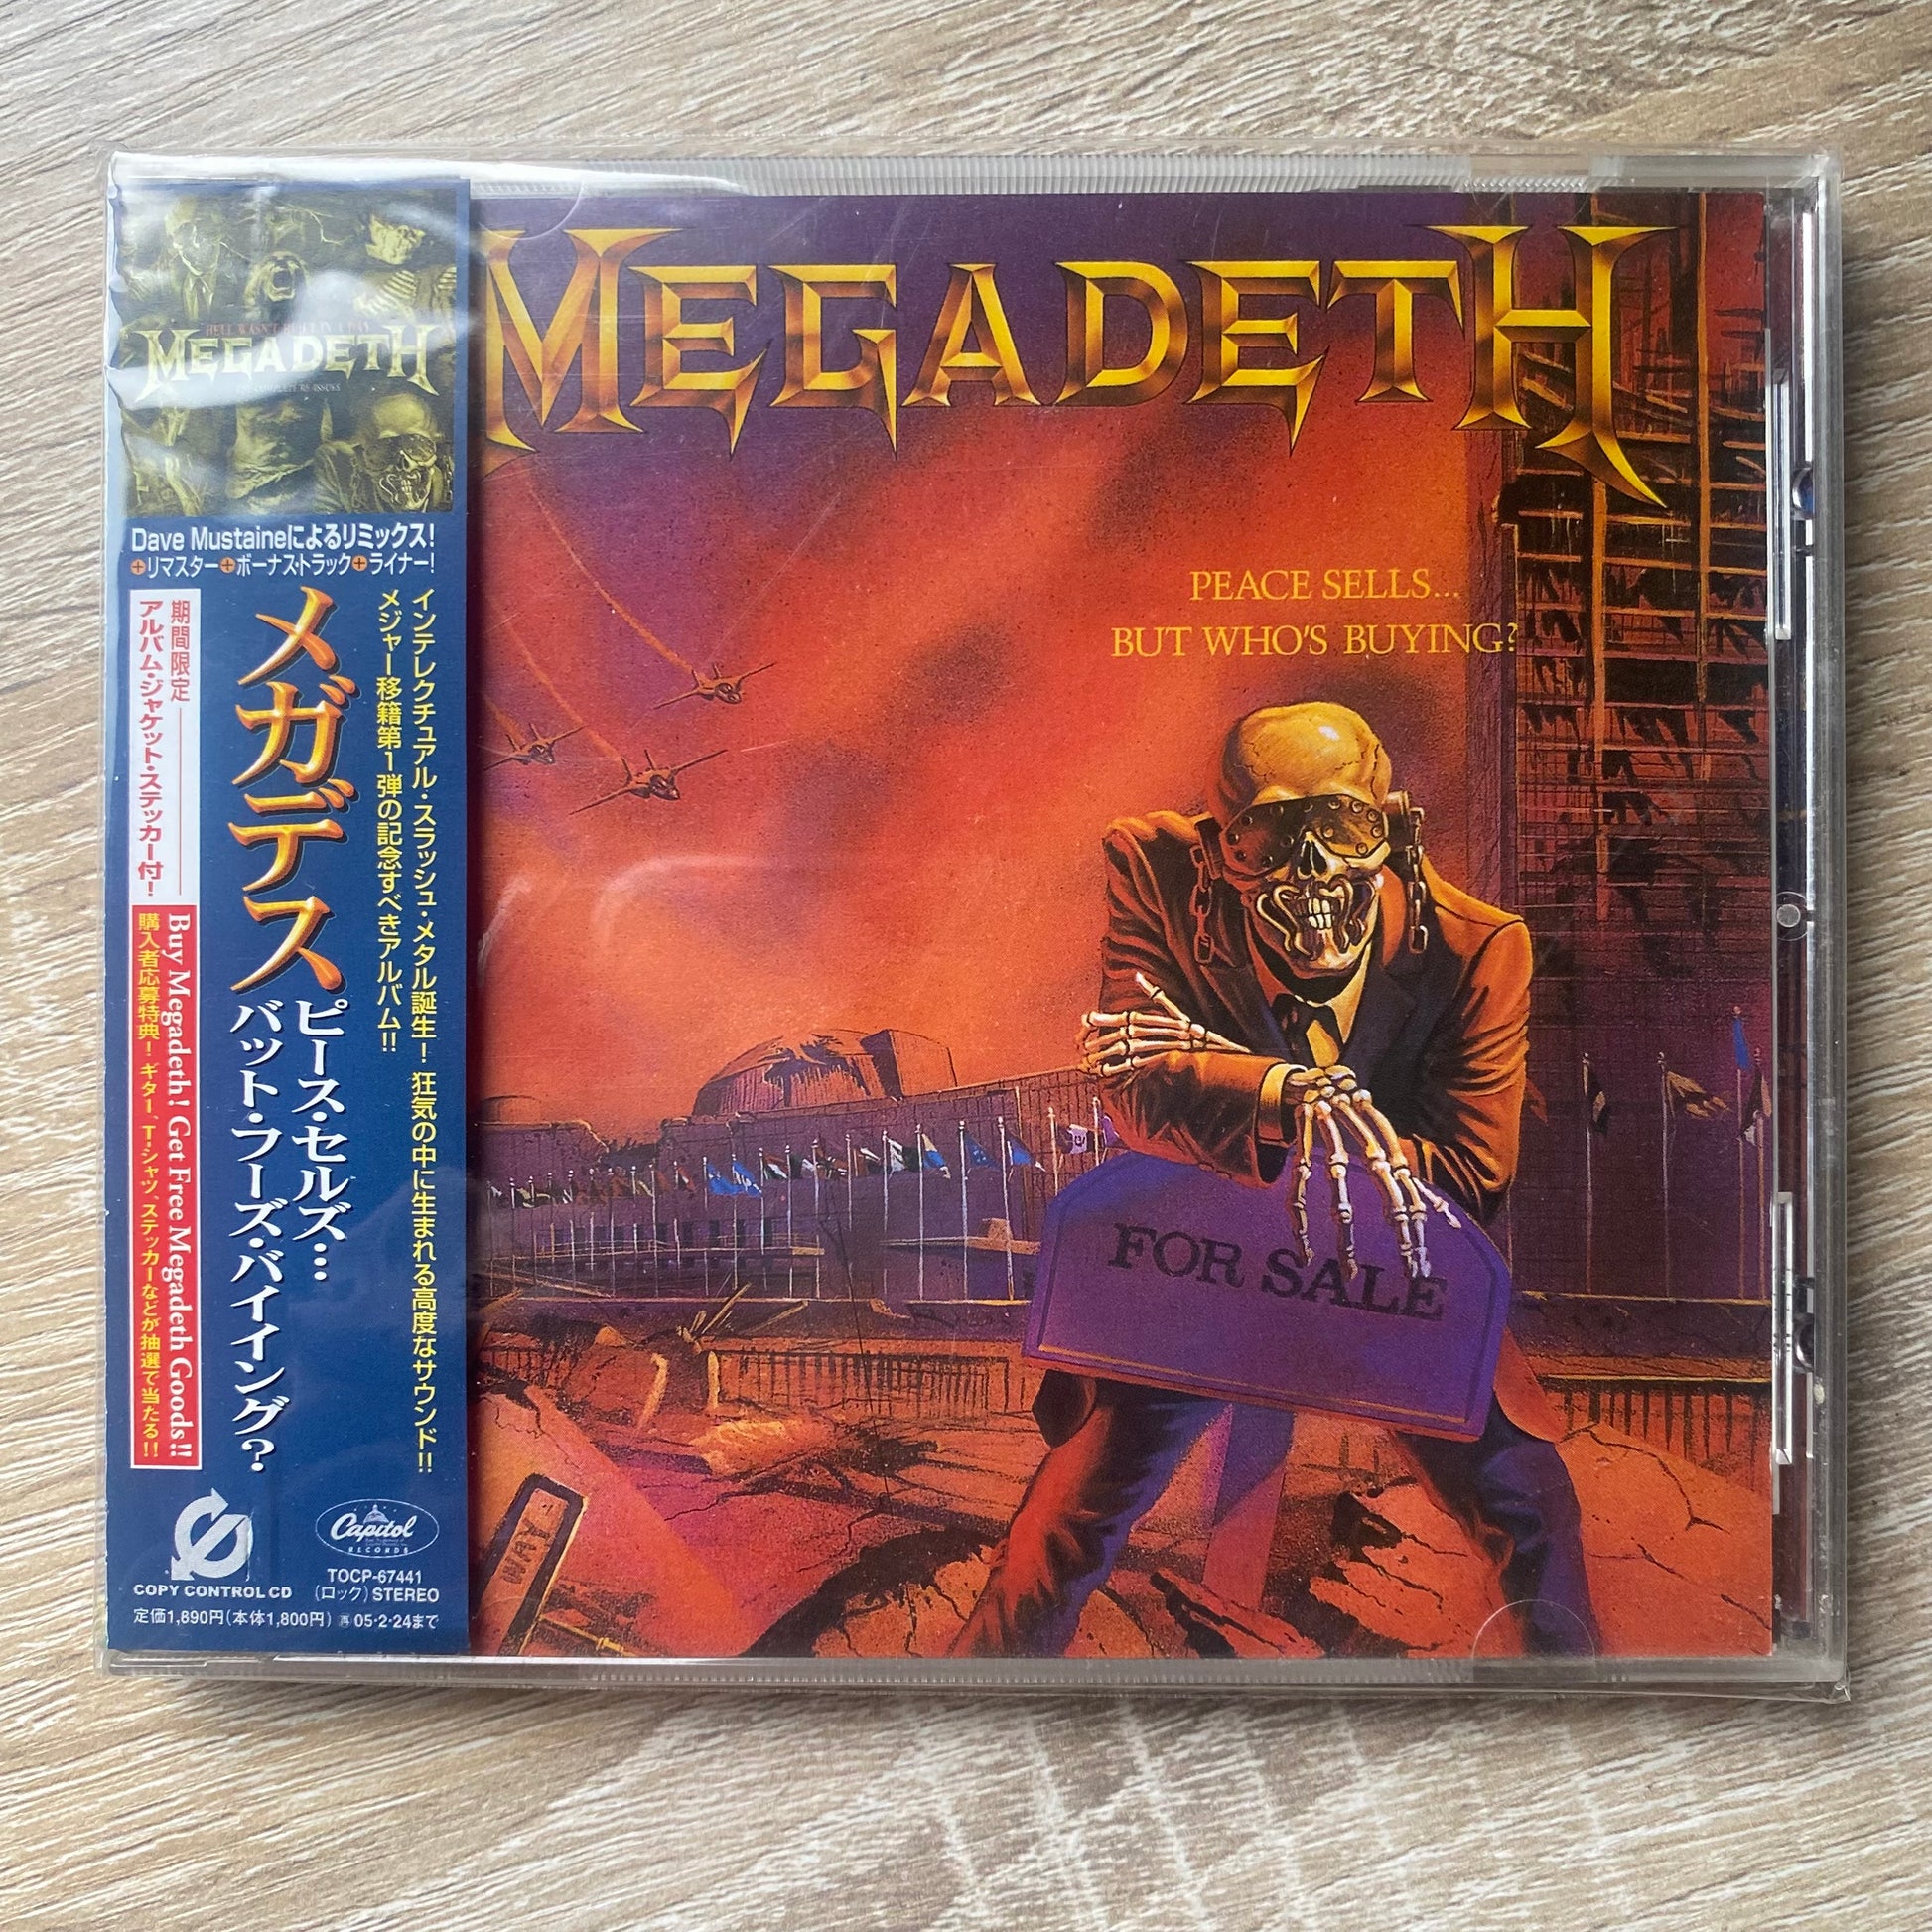 HELL WASN'T BUILT IN A DAY
MEGADETH
Dave Mustaineによるリミックス!
+リマスター+ボーナストラック+ライナー!
インテレクチュアル・スラッシュ・メタル誕生! 狂気の中に生まれる高度なサウンド!!
メジャー移籍第1弾の記念すべきアルバム!!
メガデス
ピース・セルズ…
バット・フーズ・バイイング?
期間限定
アルバム・ジャケット・ステッカー付!
Buy Megadeth! Get Free Megadeth Goods!!
購入者応募特典! ギター、T-シャツ、ステッカーなどが抽選で当たる!!
COPY CONTROL CD
Capitol
RECORDS
TOCP-67441
(ロック) STEREO
定価1,890円(本体1,800円) 再05・2・24まで
MEGADETH
PEACE SELLS...
BUT WHO'S BUYING?
FOR SALE
WAY